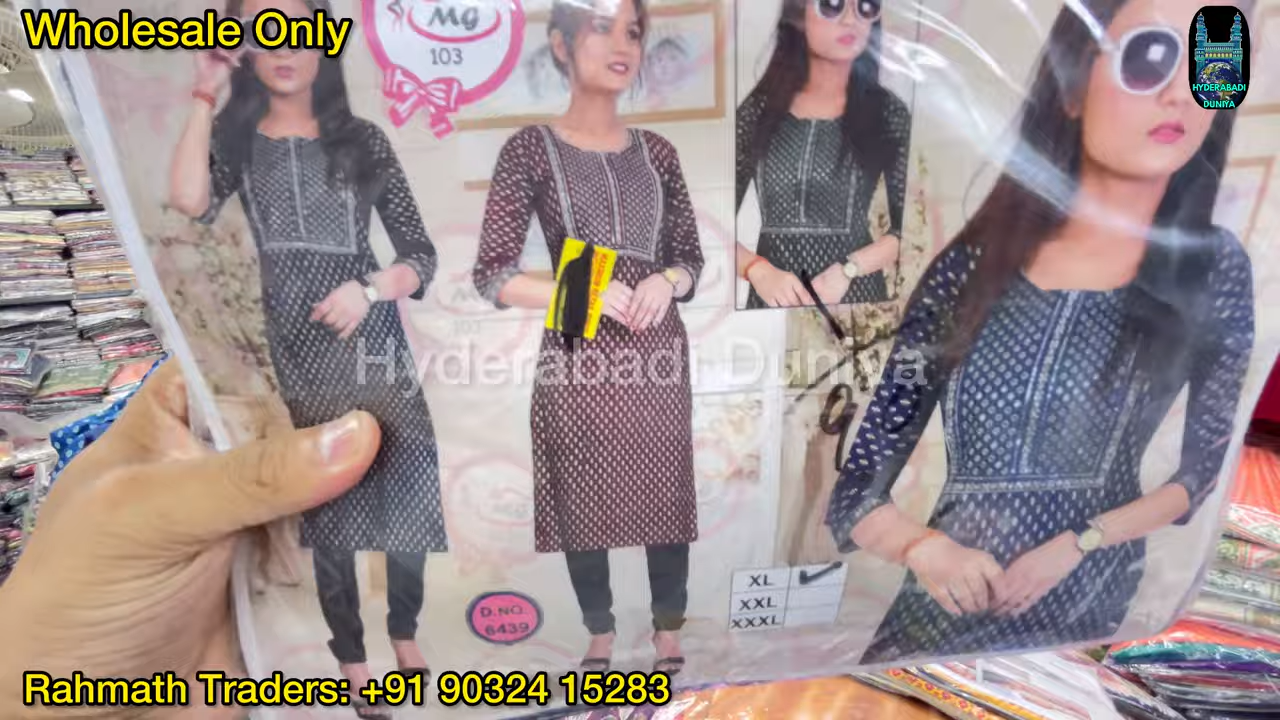 Wholesale Only
MG
103
HYDERABADI
DUNIYA
Hyderabadi Duniya
D.NO.
6439
XL
XXL
XXXL
Rahmath Traders: +91 90324 15283